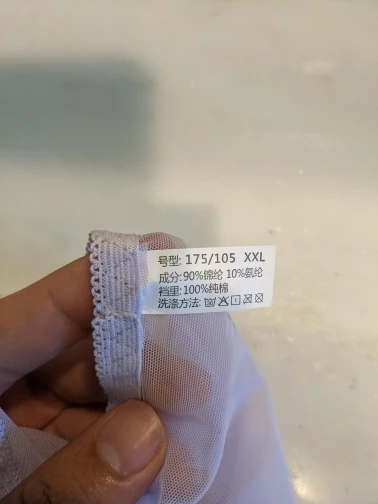 号型: 175/105 XXL
成分: 90%锦纶 10%氨纶
裆里: 100%纯棉
洗涤方法: